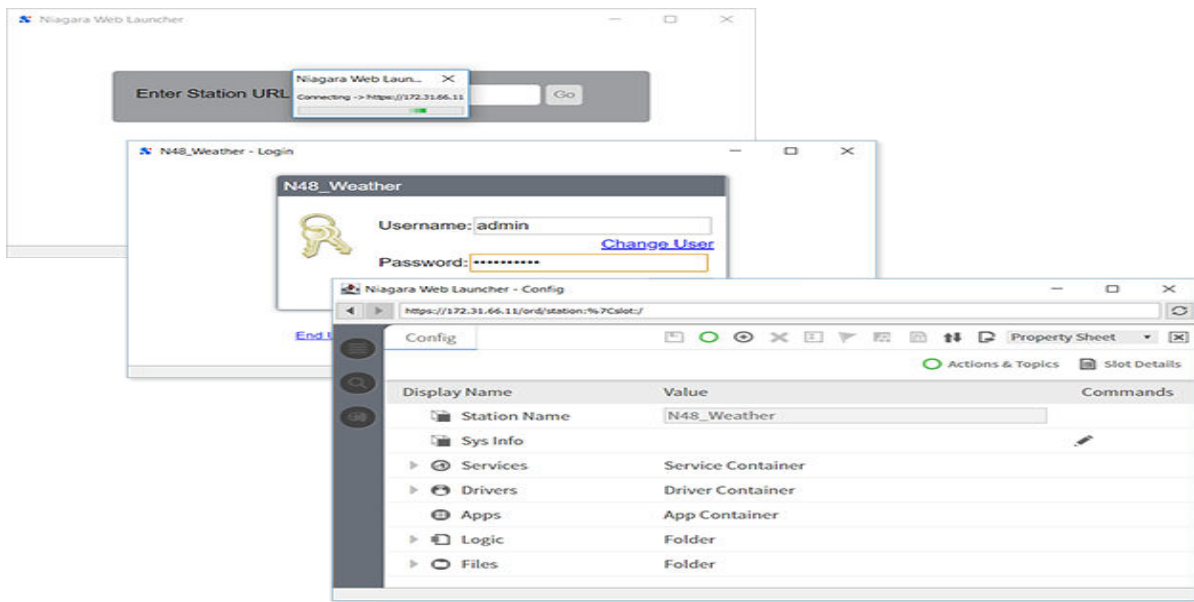 Niagara Web Launcher
Enter Station URL
Go
Niagara Web Laun...
Connecting -> https://172.31.66.11
N48_Weather - Login
N48_Weather
Username: admin
Change User
Password: ••••••••••
End U
Niagara Web Launcher - Config
https://172.31.66.11/ord/station:%7Cslot:/
Config
Property Sheet
Actions & Topics Slot Details
Display Name Value Commands
Station Name N48_Weather
Sys Info
Services Service Container
Drivers Driver Container
Apps App Container
Logic Folder
Files Folder